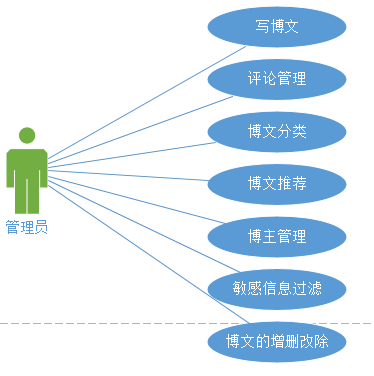 写博文
评论管理
博文分类
博文推荐
博主管理
敏感信息过滤
博文的增删改除
管理员